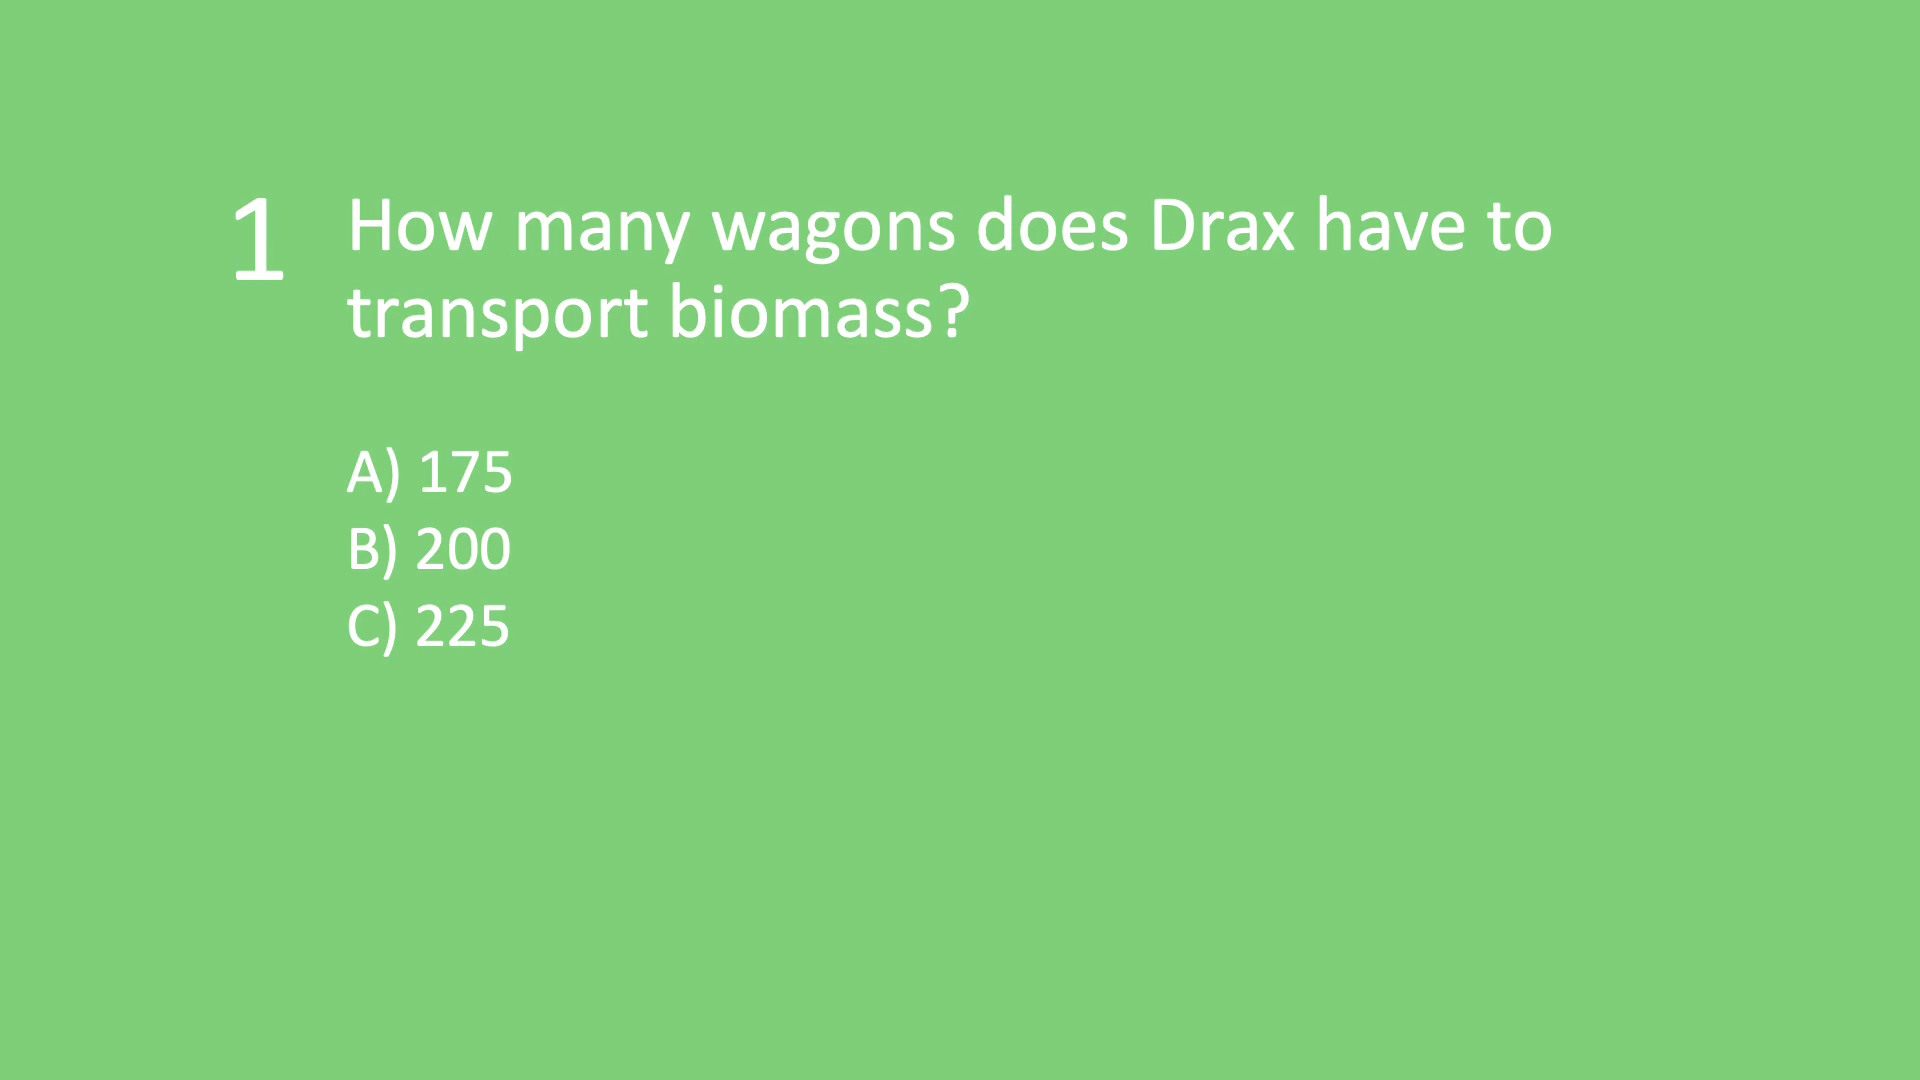 1 How many wagons does Drax have to
transport biomass?
A) 175
B) 200
C) 225